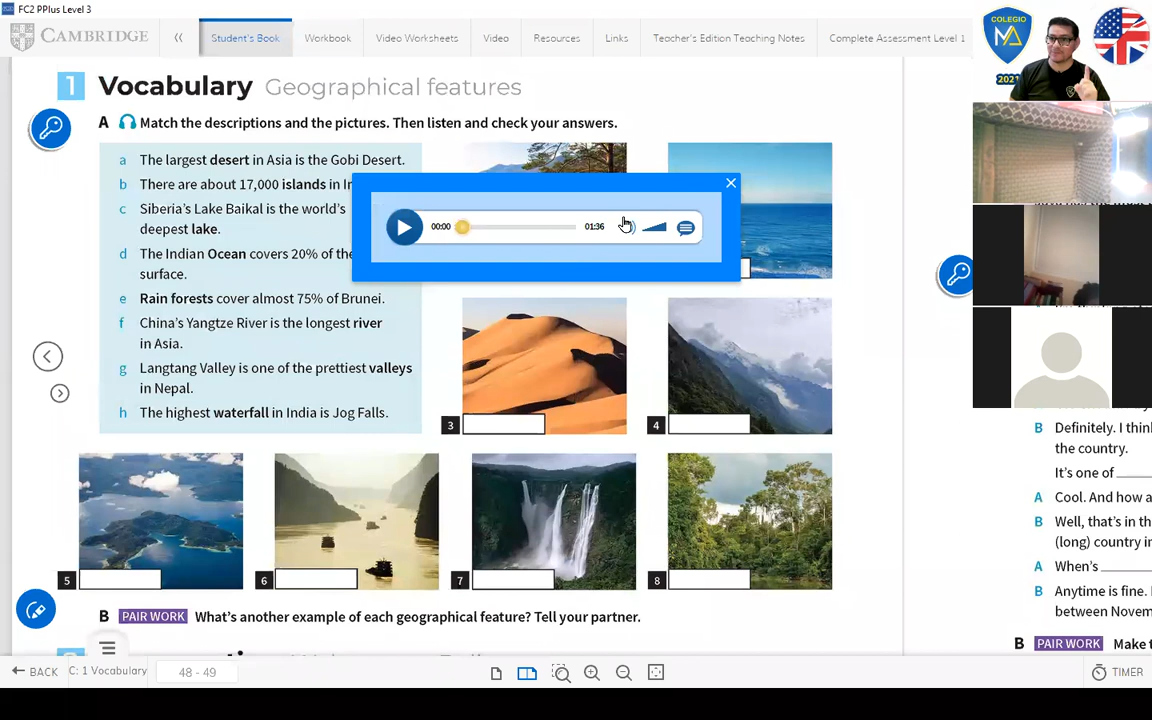 FC2 PPlus Level 3
CAMBRIDGE
Student's Book
Workbook
Video Worksheets
Video
Resources
Links
Teacher's Edition Teaching Notes
Complete Assessment Level 1
COLEGIO
2021
1 Vocabulary Geographical features
A Match the descriptions and the pictures. Then listen and check your answers.
a The largest desert in Asia is the Gobi Desert.
b There are about 17,000 islands in
c Siberia's Lake Baikal is the world's
deepest lake.
d The Indian Ocean covers 20% of the
surface.
e Rain forests cover almost 75% of Brunei.
f China's Yangtze River is the longest river
in Asia.
g Langtang Valley is one of the prettiest valleys
in Nepal.
h The highest waterfall in India is Jog Falls.
00:00
01:36
3
4
5
6
7
8
B PAIR WORK What's another example of each geographical feature? Tell your partner.
B Definitely. I
the country.
It's one of
A Cool. And how
B Well, that's in
(long) country
A When's
B Anytime is fine.
between
B PAIR WORK Make
BACK
C: 1 Vocabulary
48 - 49
TIMER